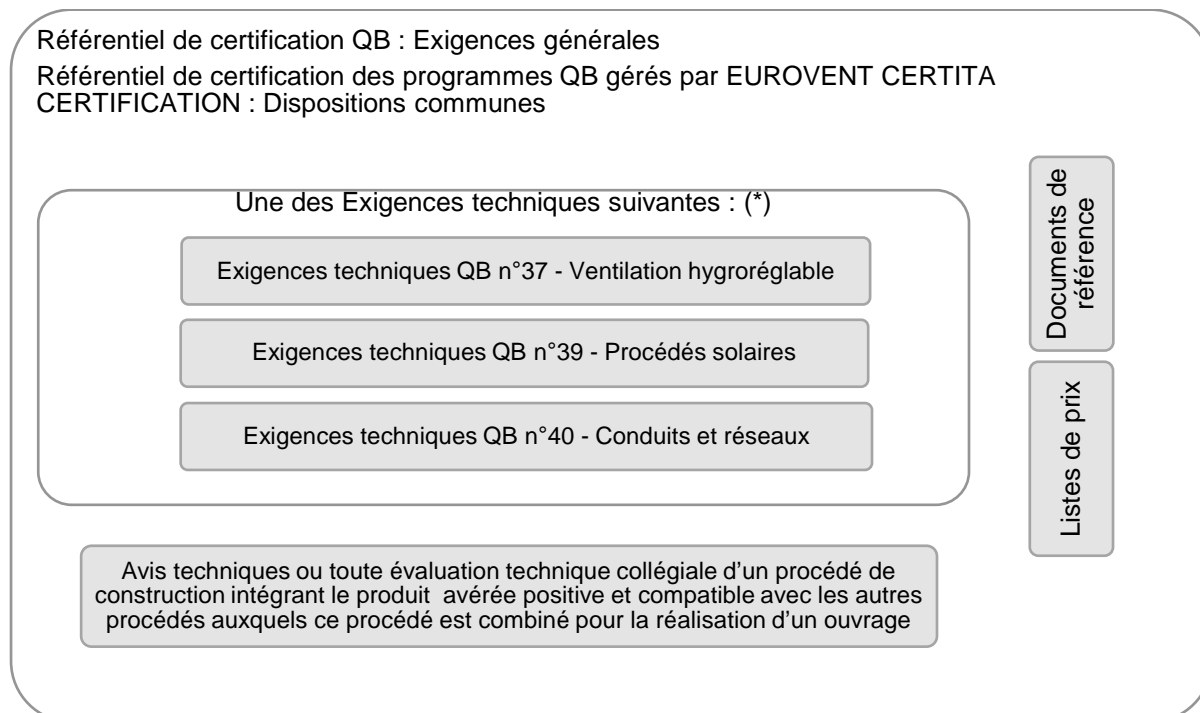 Référentiel de certification QB : Exigences générales
Référentiel de certification des programmes QB gérés par EUROVENT CERTITA
CERTIFICATION : Dispositions communes
Une des Exigences techniques suivantes : (*)
Exigences techniques QB n°37 - Ventilation hygroréglable
Exigences techniques QB n°39 - Procédés solaires
Exigences techniques QB n°40 - Conduits et réseaux
Avis techniques ou toute évaluation technique collégiale d’un procédé de
construction intégrant le produit avérée positive et compatible avec les autres
procédés auxquels ce procédé est combiné pour la réalisation d’un ouvrage
Documents de
référence
Listes de prix